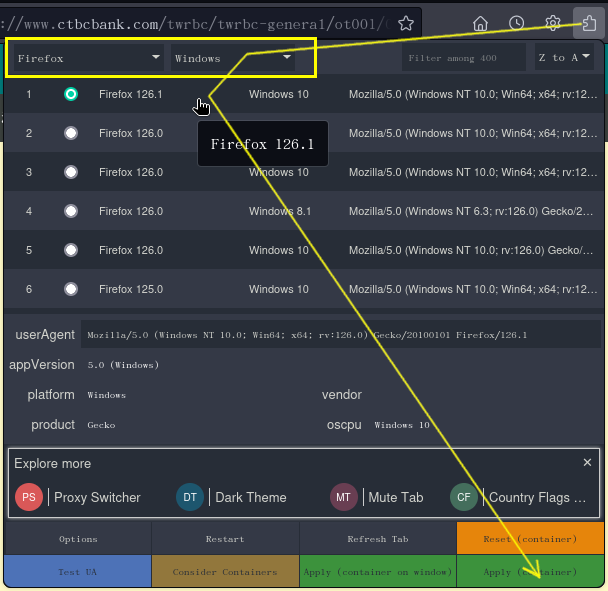 ://www.ctbcbank.com/twrbc/twrbc-general/ot001/
Firefox Windows Filter among 400 Z to A
1 Firefox 126.1 Windows 10 Mozilla/5.0 (Windows NT 10.0; Win64; x64; rv:12...
2 Firefox 126.0 Mozilla/5.0 (Windows NT 10.0; Win64; x64; rv:12...
Firefox 126.1
3 Firefox 126.0 Windows 10 Mozilla/5.0 (Windows NT 10.0; Win64; x64; rv:12...
4 Firefox 126.0 Windows 8.1 Mozilla/5.0 (Windows NT 6.3; rv:126.0) Gecko/2...
5 Firefox 126.0 Windows 10 Mozilla/5.0 (Windows NT 10.0; rv:126.0) Gecko/...
6 Firefox 125.0 Windows 10 Mozilla/5.0 (Windows NT 10.0; Win64; x64; rv:12...
userAgent Mozilla/5.0 (Windows NT 10.0; Win64; x64; rv:126.0) Gecko/20100101 Firefox/126.1
appVersion 5.0 (Windows)
platform Windows vendor
product Gecko oscpu Windows 10
Explore more ×
PS Proxy Switcher DT Dark Theme MT Mute Tab CF Country Flags ...
Options Restart Refresh Tab Reset (container)
Test UA Consider Containers Apply (container on window) Apply (container)